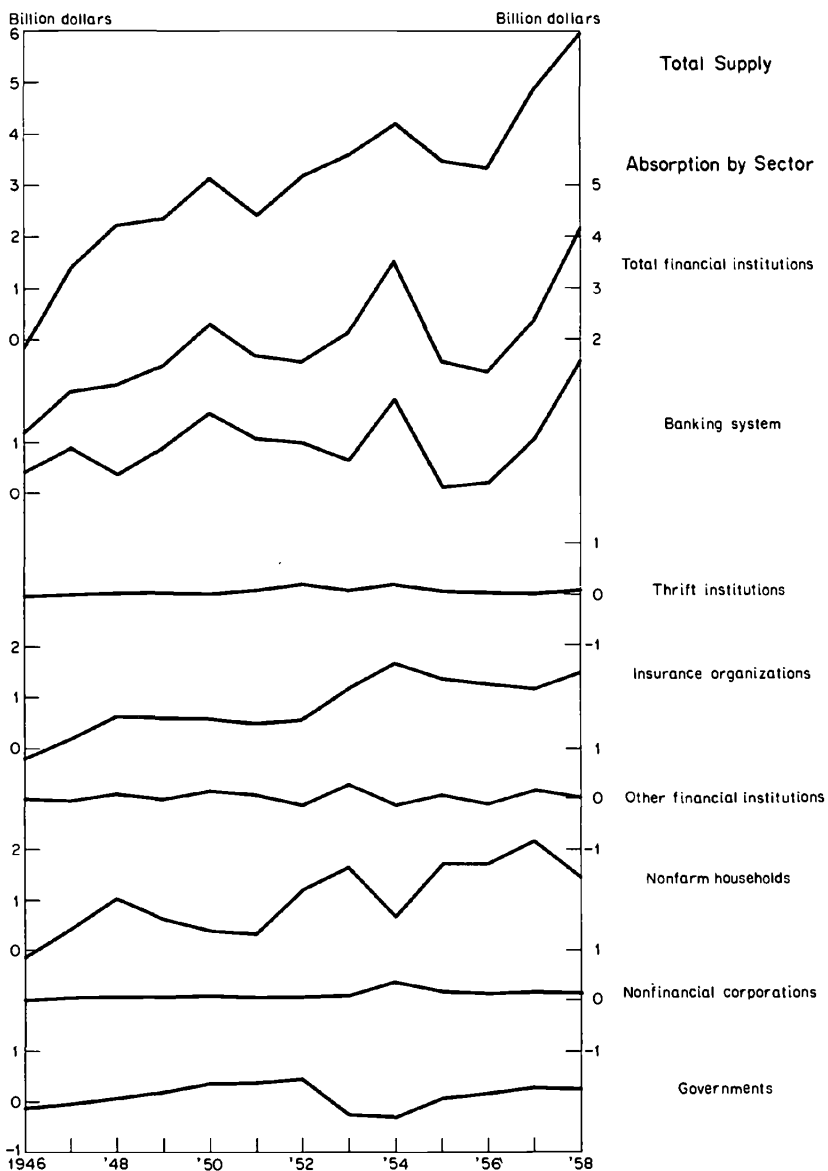 Billion dollars Billion dollars
6
Total Supply
5
4
Absorption by Sector
3 5
2 4
Total financial institutions
1 3
0 2
Banking system
1
0
1
0 Thrift institutions
2 -1
Insurance organizations
1
0 1
0 Other financial institutions
2 -1
Nonfarm households
1
0 1
0 Nonfinancial corporations
1 -1
Governments
0
-1
1946 '48 '50 '52 '54 '56 '58